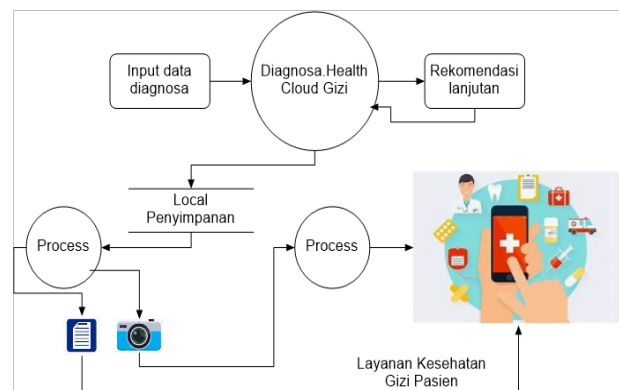 Input data
diagnosa
Diagnosa.Health
Cloud Gizi
Rekomendasi
lanjutan
Local
Penyimpanan
Process
Process
Layanan Kesehatan
Gizi Pasien